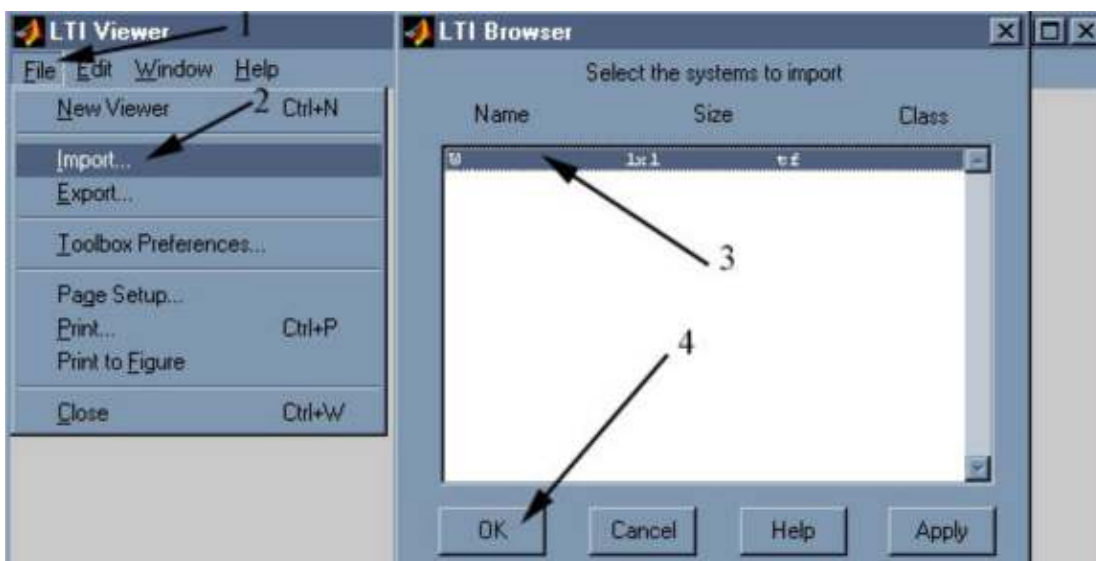 LTI Viewer
1
File Edit Window Help
New Viewer Ctrl+N
2
Import...
Export...
Toolbox Preferences...
Page Setup...
Print... Ctrl+P
Print to Figure
Close Ctrl+W
LTI Browser
Select the systems to import
Name Size Class
W 1x1 tf
3
4
OK Cancel Help Apply